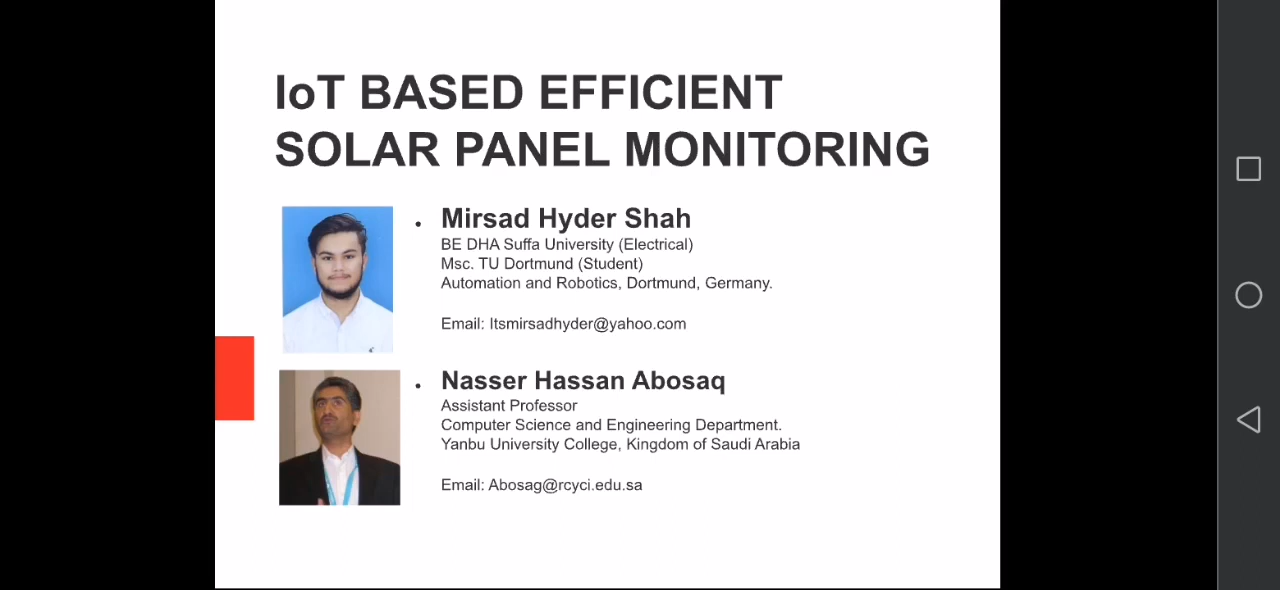 IoT BASED EFFICIENT
SOLAR PANEL MONITORING
• Mirsad Hyder Shah
BE DHA Suffa University (Electrical)
Msc. TU Dortmund (Student)
Automation and Robotics, Dortmund, Germany.
Email: Itsmirsadhyder@yahoo.com
• Nasser Hassan Abosaq
Assistant Professor
Computer Science and Engineering Department.
Yanbu University College, Kingdom of Saudi Arabia
Email: Abosag@rcyci.edu.sa